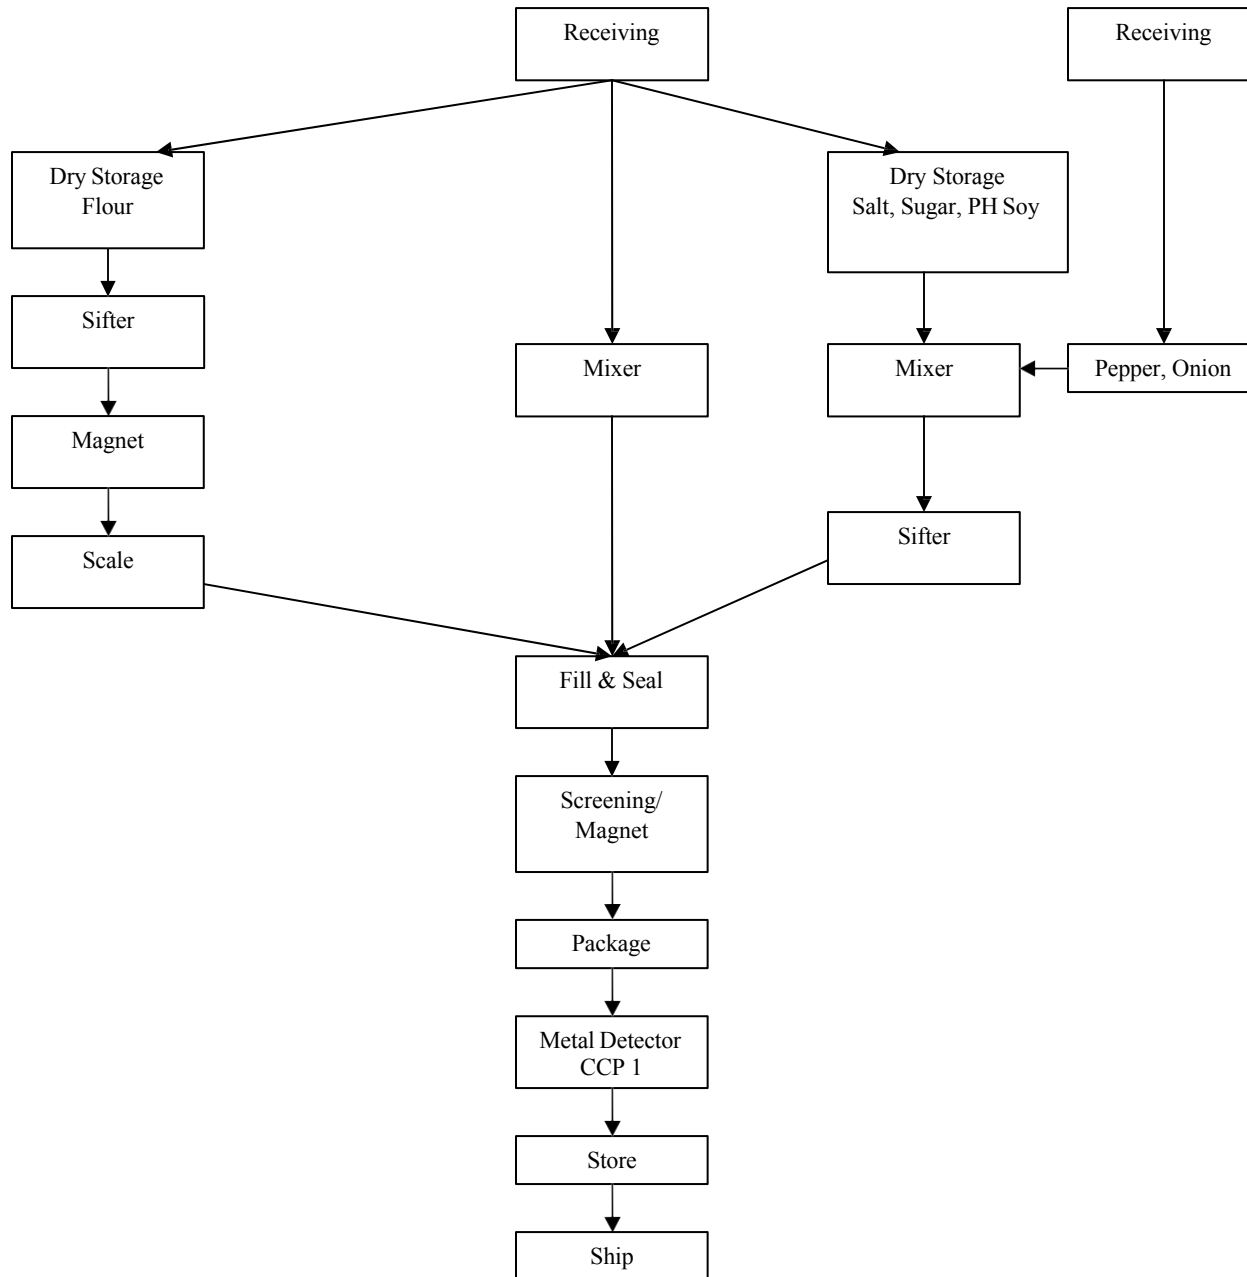 Receiving
Receiving
Dry Storage
Flour
Dry Storage
Salt, Sugar, PH Soy
Sifter
Mixer
Mixer
Pepper, Onion
Magnet
Scale
Sifter
Fill & Seal
Screening/
Magnet
Package
Metal Detector
CCP 1
Store
Ship